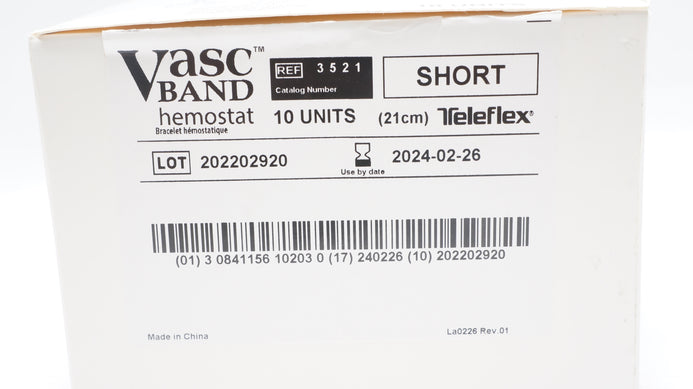 Vasc™
BAND
hemostat
Bracelet hémostatique
REF 3521
Catalog Number
SHORT
10 UNITS (21cm) Teleflex®
LOT 202202920
Use by date
2024-02-26
(01) 3 0841156 10203 0 (17) 240226 (10) 202202920
Made in China
La0226 Rev.01